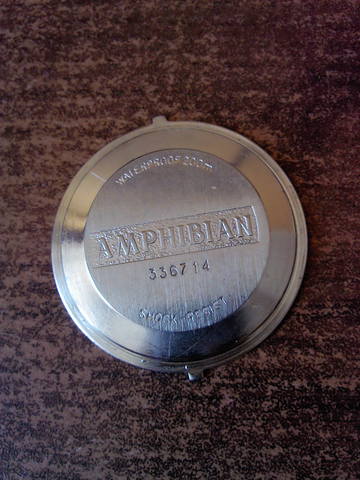 WATERPROOF 200m
AMPHIBIAN
336714
SHOCK-RESIST